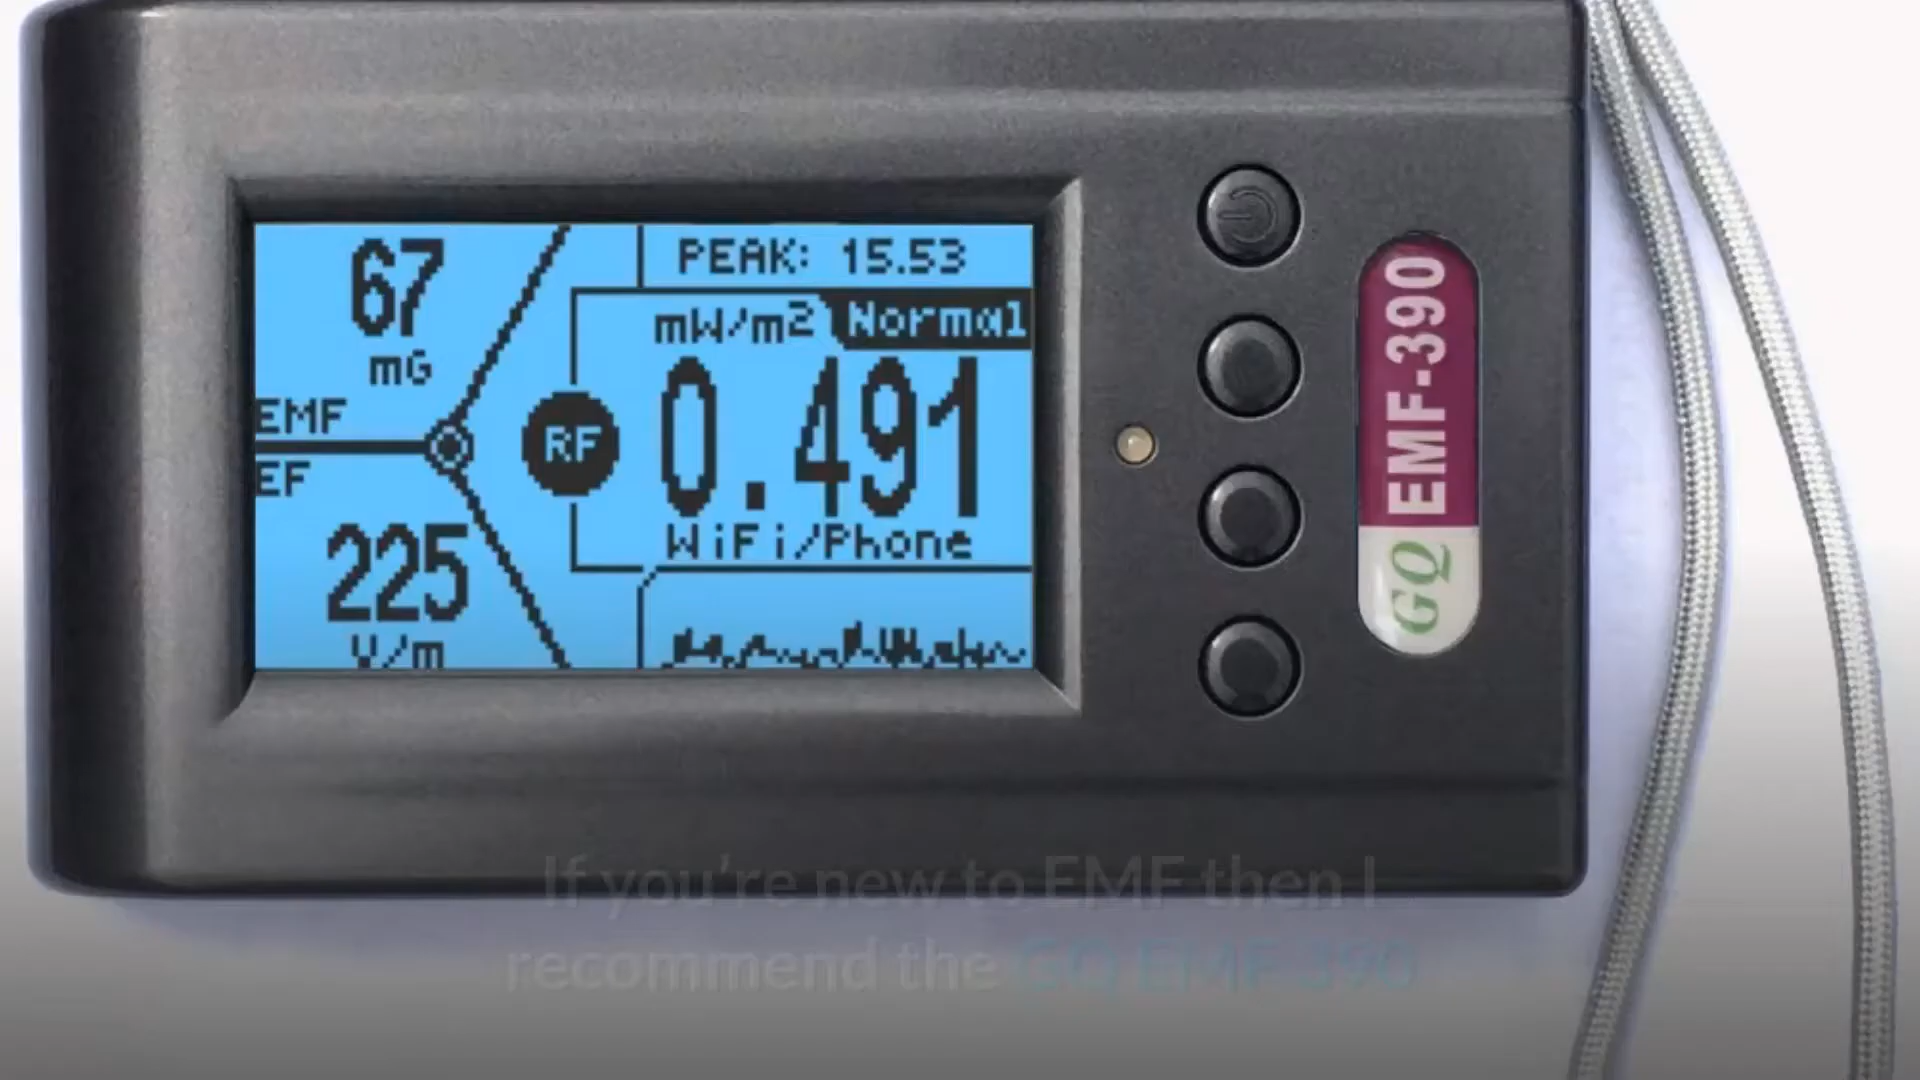 67
mG
EMF
EF
225
V/m
PEAK: 15.53
mW/m2
Normal
RF
0.491
WiFi/Phone
GQ EMF-390
If you're new to EMF then I
recommend the GQ EMF-390